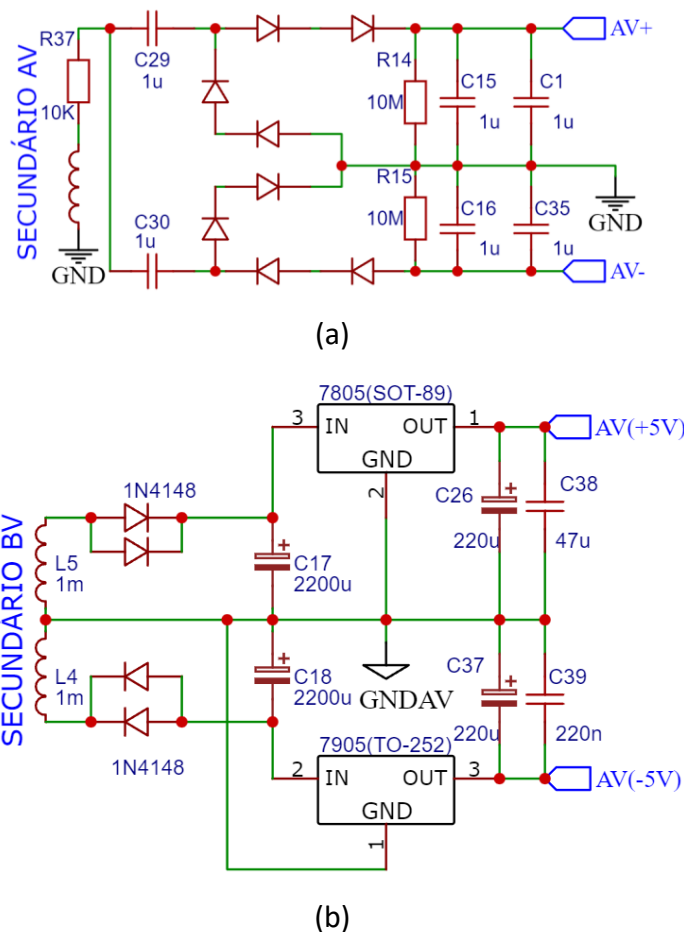 SECUNDÁRIO AV
R37
10K
GND
C29
1u
C30
1u
R14
10M
C15
1u
C1
1u
AV+
R15
10M
C16
1u
C35
1u
GND
AV-
(a)
SECUNDÁRIO BV
L5
1m
L4
1m
1N4148
1N4148
7805(SOT-89)
3
IN
OUT
1
GND
2
C17
2200u
C18
2200u
GNDAV
C26
220u
C38
47u
AV(+5V)
C37
220u
C39
220n
7905(TO-252)
2
IN
OUT
3
GND
1
AV(-5V)
(b)